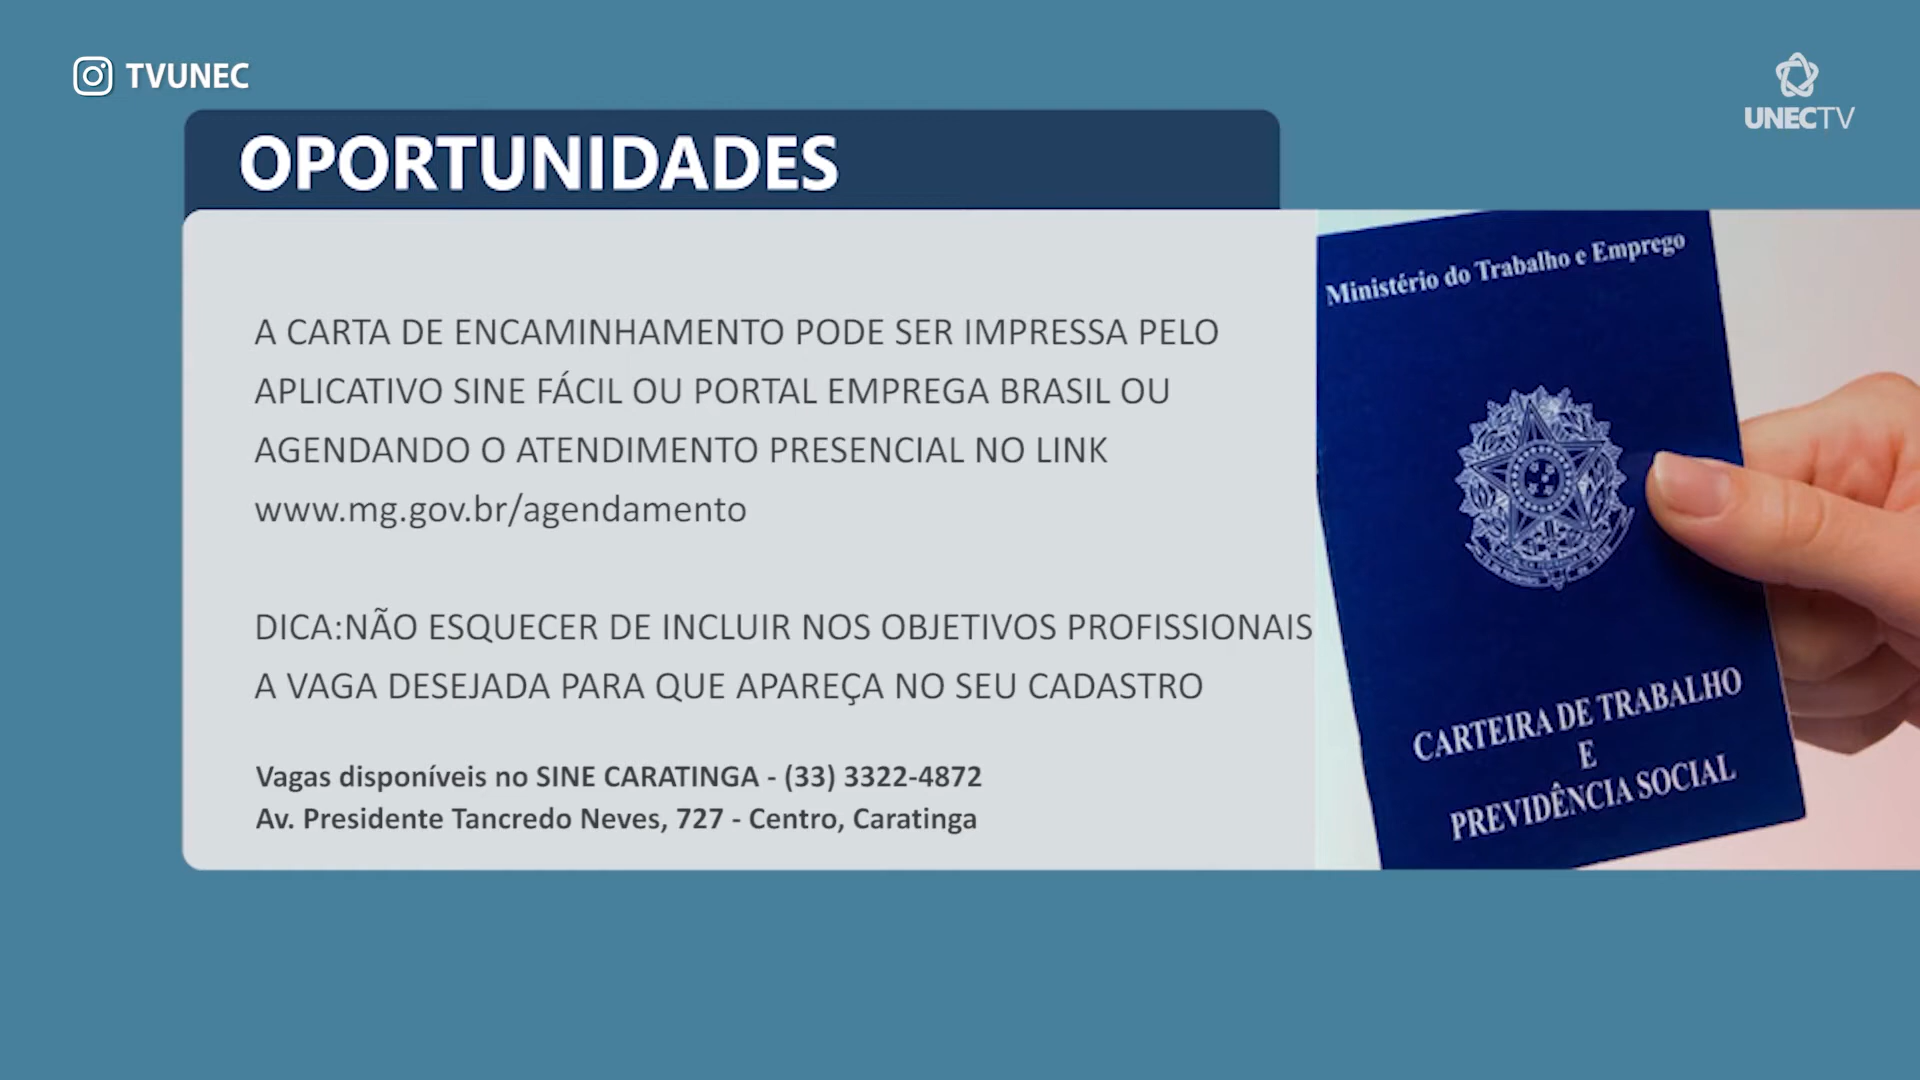 TVUNEC
UNECTV
OPORTUNIDADES
A CARTA DE ENCAMINHAMENTO PODE SER IMPRESSA PELO
APLICATIVO SINE FÁCIL OU PORTAL EMPREGA BRASIL OU
AGENDANDO O ATENDIMENTO PRESENCIAL NO LINK
www.mg.gov.br/agendamento
DICA:NÃO ESQUECER DE INCLUIR NOS OBJETIVOS PROFISSIONAIS
A VAGA DESEJADA PARA QUE APAREÇA NO SEU CADASTRO
Vagas disponíveis no SINE CARATINGA - (33) 3322-4872
Av. Presidente Tancredo Neves, 727 - Centro, Caratinga
Ministério do Trabalho e Emprego
CARTEIRA DE TRABALHO
E
PREVIDÊNCIA SOCIAL